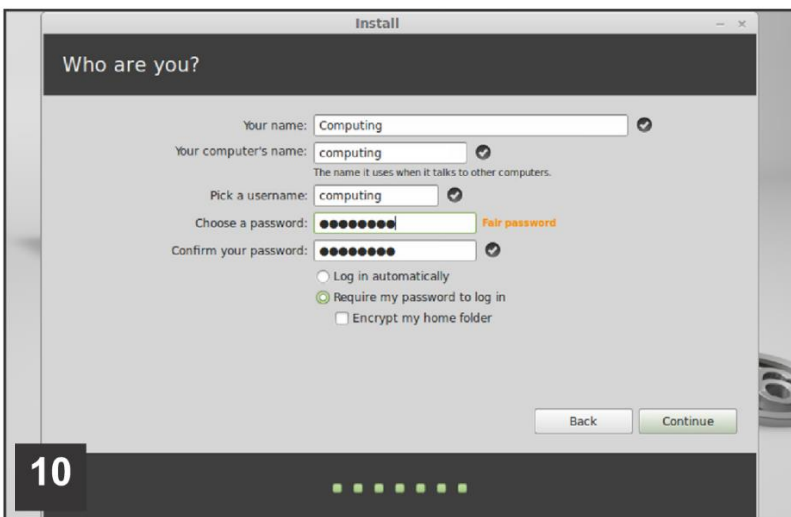 Install
Who are you?
Your name: Computing
Your computer's name: computing
The name it uses when it talks to other computers.
Pick a username: computing
Choose a password: ●●●●●●●● Fair password
Confirm your password: ●●●●●●●●
Log in automatically
Require my password to log in
Encrypt my home folder
Back Continue
10